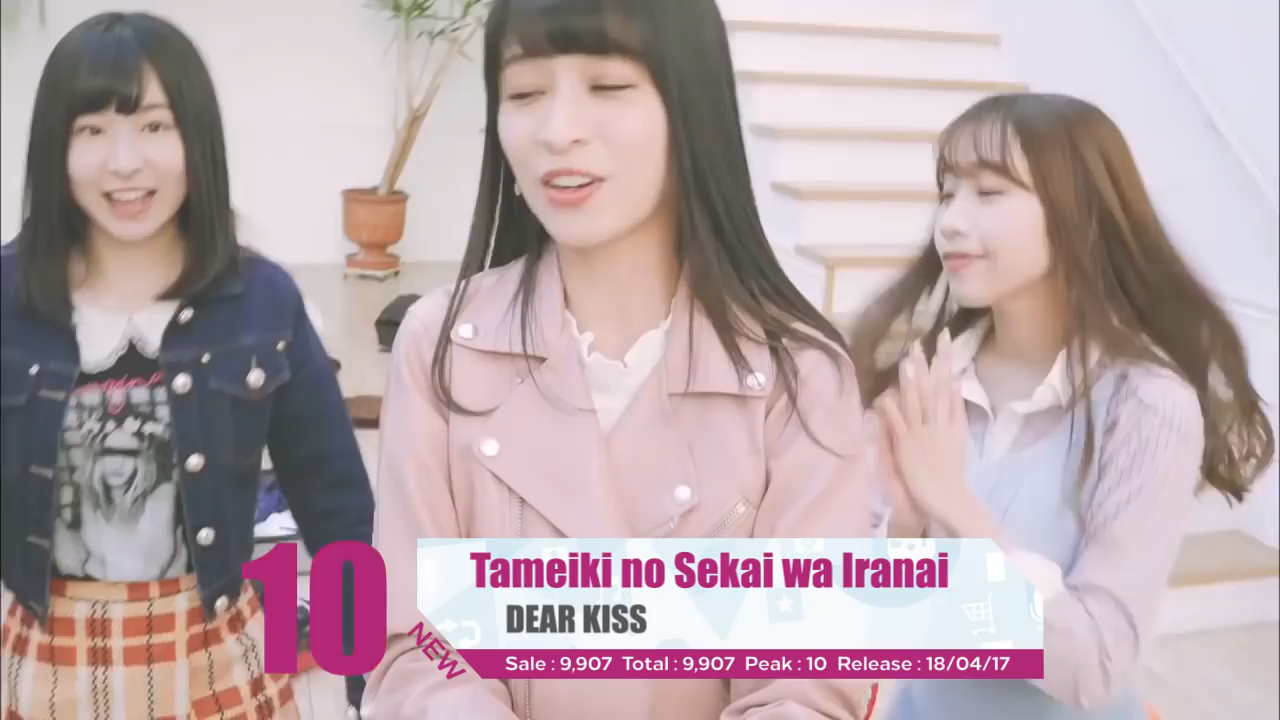 10
NEW
Tameiki no Sekai wa Iranai
DEAR KISS
Sale : 9,907 Total : 9,907 Peak : 10 Release : 18/04/17